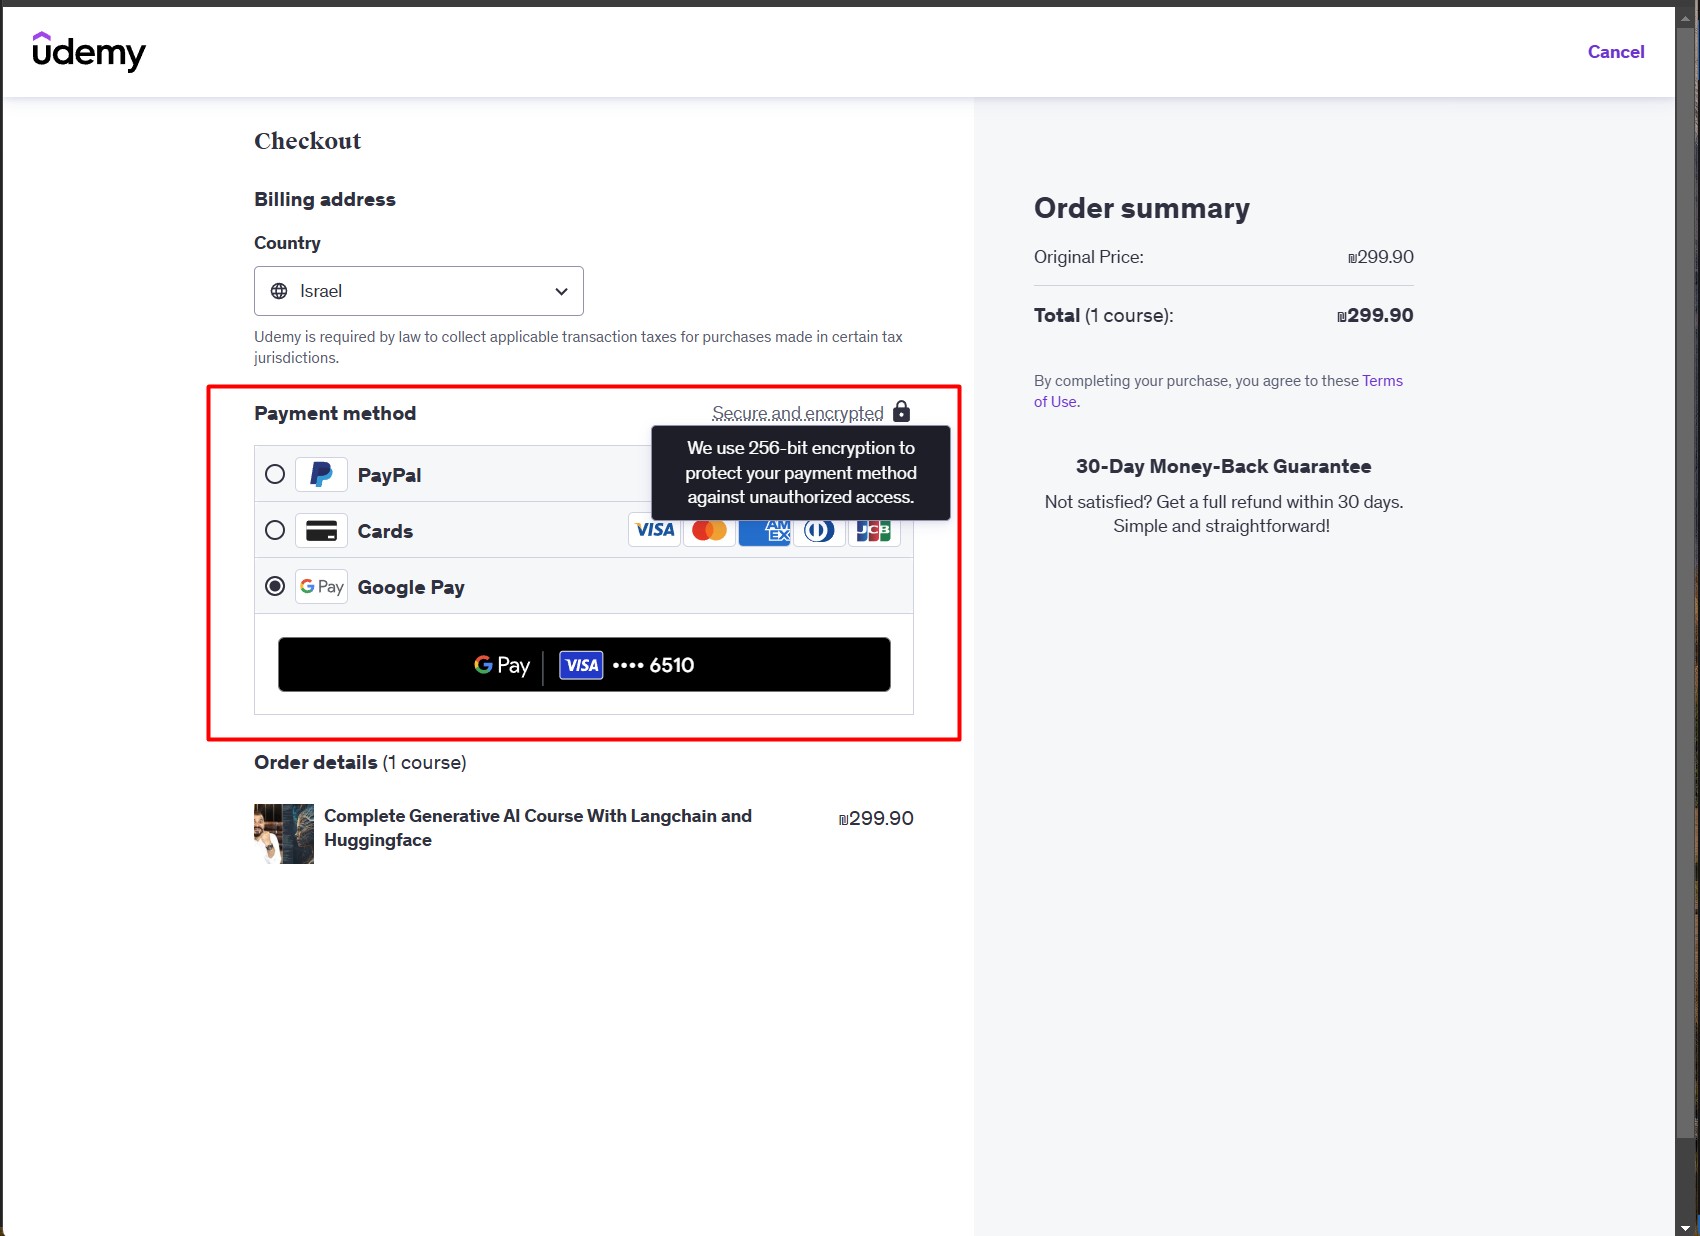 udemy
Cancel
Checkout
Billing address
Country
Israel
Udemy is required by law to collect applicable transaction taxes for purchases made in certain tax
jurisdictions.
Payment method
Secure and encrypted
We use 256-bit encryption to
protect your payment method
against unauthorized access.
PayPal
Cards
VISA
AM
EX
JCB
G Pay
Google Pay
G Pay
VISA
•••• 6510
Order details (1 course)
Complete Generative AI Course With Langchain and
Huggingface
₪299.90
Order summary
Original Price:
₪299.90
Total (1 course):
₪299.90
By completing your purchase, you agree to these Terms
of Use.
30-Day Money-Back Guarantee
Not satisfied? Get a full refund within 30 days.
Simple and straightforward!